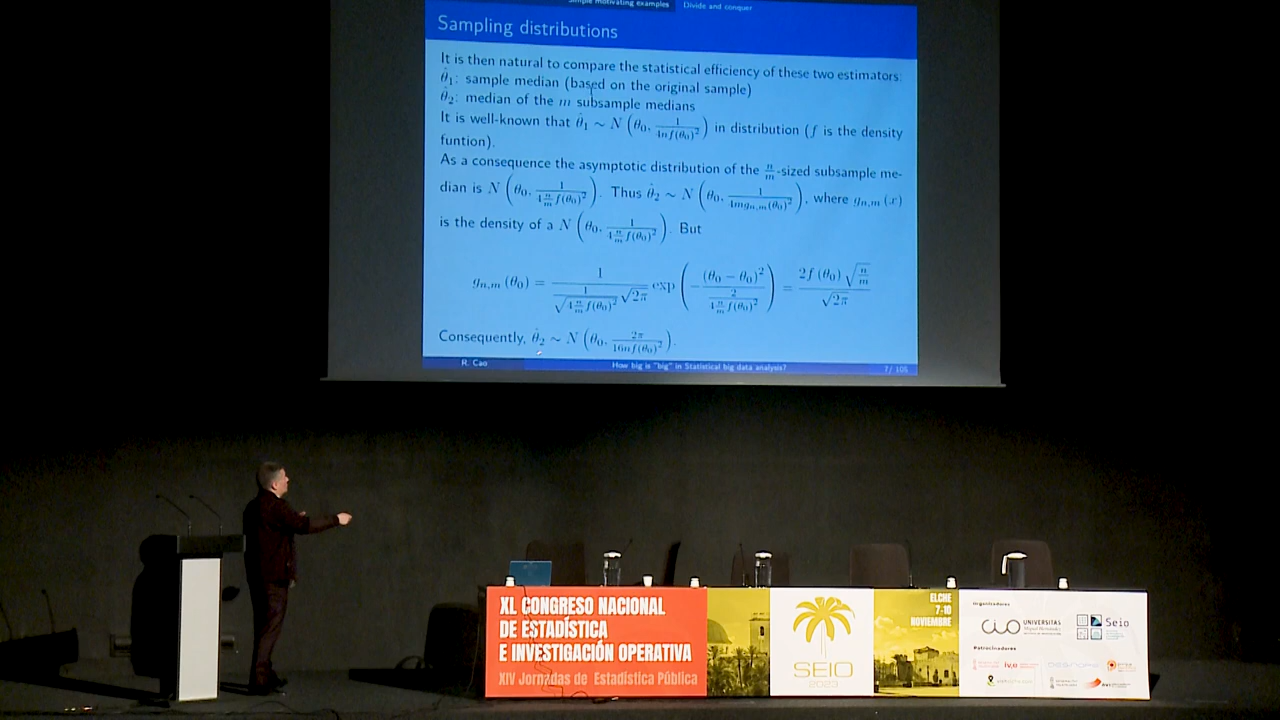 Simple motivating examples Divide and conquer
Sampling distributions
It is then natural to compare the statistical efficiency of these two estimators:
θ̂₁: sample median (based on the original sample)
θ̂₂: median of the m subsample medians
It is well-known that θ̂₁ ∼ N(θ₀, 1/(4nf(θ₀)²)) in distribution (f is the density
funtion).
As a consequence the asymptotic distribution of the n/m-sized subsample me-
dian is N(θ₀, 1/(4(n/m)f(θ₀)²)). Thus θ̂₂ ∼ N(θ₀, 1/(4mgₙ,ₘ(θ₀)²)), where gₙ,ₘ(x)
is the density of a N(θ₀, 1/(4(n/m)f(θ₀)²)). But
gₙ,ₘ(θ₀) = 1/(1/√(4(n/m)f(θ₀)²) √2π) exp(−(θ₀ − θ₀)²/(2/(4(n/m)f(θ₀)²))) = 2f(θ₀)√(n/m)/√2π
Consequently, θ̂₂ ∼ N(θ₀, 2π/(16nf(θ₀)²)).
R. Cao How big is "big" in Statistical big data analysis? 7/ 105
XL CONGRESO NACIONAL
DE ESTADÍSTICA
E INVESTIGACIÓN OPERATIVA
XIV Jornadas de Estadística Pública
SEIO
2023
ELCHE
7-10
NOVIEMBRE
Organizadores
CIO UNIVERSITAS
Miguel Hernández
Seio
Patrocinadores